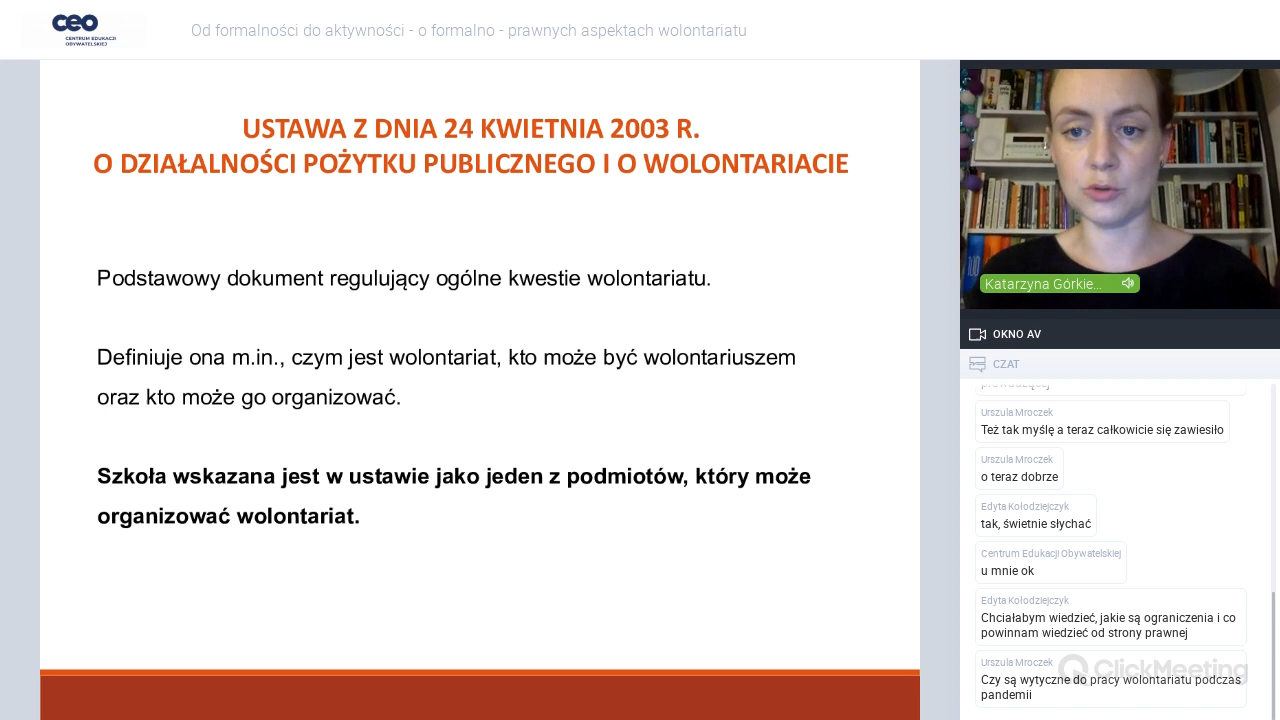 ceo
CENTRUM EDUKACJI
OBYWATELSKIEJ
Od formalności do aktywności - o formalno - prawnych aspektach wolontariatu
USTAWA Z DNIA 24 KWIETNIA 2003 R.
O DZIAŁALNOŚCI POŻYTKU PUBLICZNEGO I O WOLONTARIACIE
Podstawowy dokument regulujący ogólne kwestie wolontariatu.
Definiuje ona m.in., czym jest wolontariat, kto może być wolontariuszem
oraz kto może go organizować.
Szkoła wskazana jest w ustawie jako jeden z podmiotów, który może
organizować wolontariat.
Katarzyna Górkie...
OKNO AV
CZAT
Urszula Mroczek
Też tak myślę a teraz całkowicie się zawiesiło
Urszula Mroczek
o teraz dobrze
Edyta Kołodziejczyk
tak, świetnie słychać
Centrum Edukacji Obywatelskiej
u mnie ok
Edyta Kołodziejczyk
Chciałabym wiedzieć, jakie są ograniczenia i co
powinnam wiedzieć od strony prawnej
Urszula Mroczek
Czy są wytyczne do pracy wolontariatu podczas
pandemii
ClickMeeting